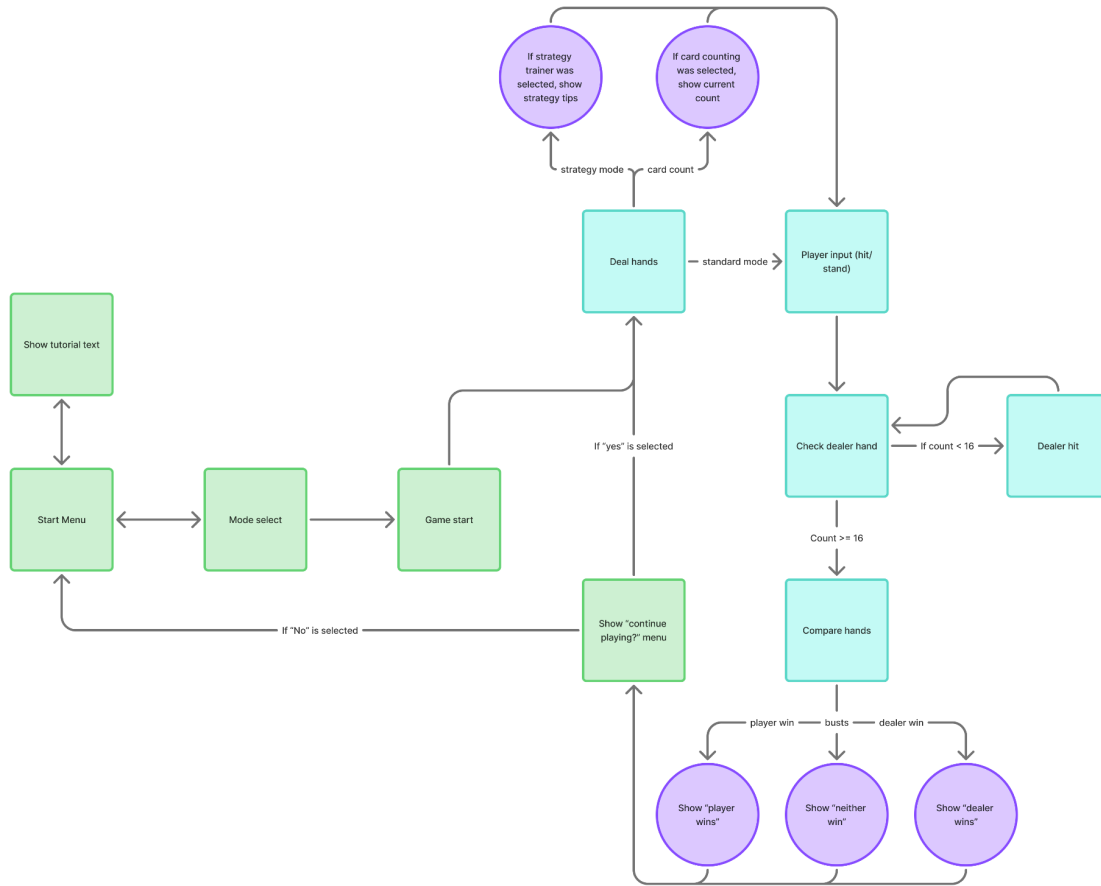 If strategy
trainer was
selected, show
strategy tips
If card counting
was selected,
show current
count
strategy mode
card count
Deal hands
standard mode
Player input (hit/
stand)
Show tutorial text
Check dealer hand
If count < 16
Dealer hit
If "yes" is selected
Start Menu
Mode select
Game start
Count >= 16
If "No" is selected
Show "continue
playing?" menu
Compare hands
player win
busts
dealer win
Show "player
wins"
Show "neither
win"
Show "dealer
wins"